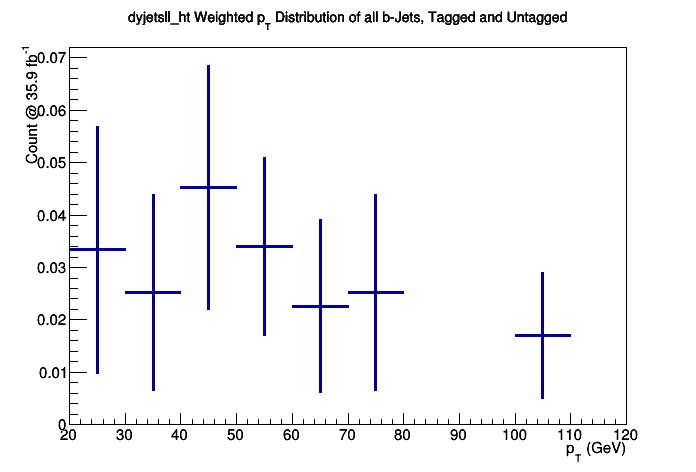 dyjetsll_ht Weighted pT Distribution of all b-Jets, Tagged and Untagged
Count @ 35.9 fb-1
0.07
0.06
0.05
0.04
0.03
0.02
0.01
0
20 30 40 50 60 70 80 90 100 110 120
pT (GeV)